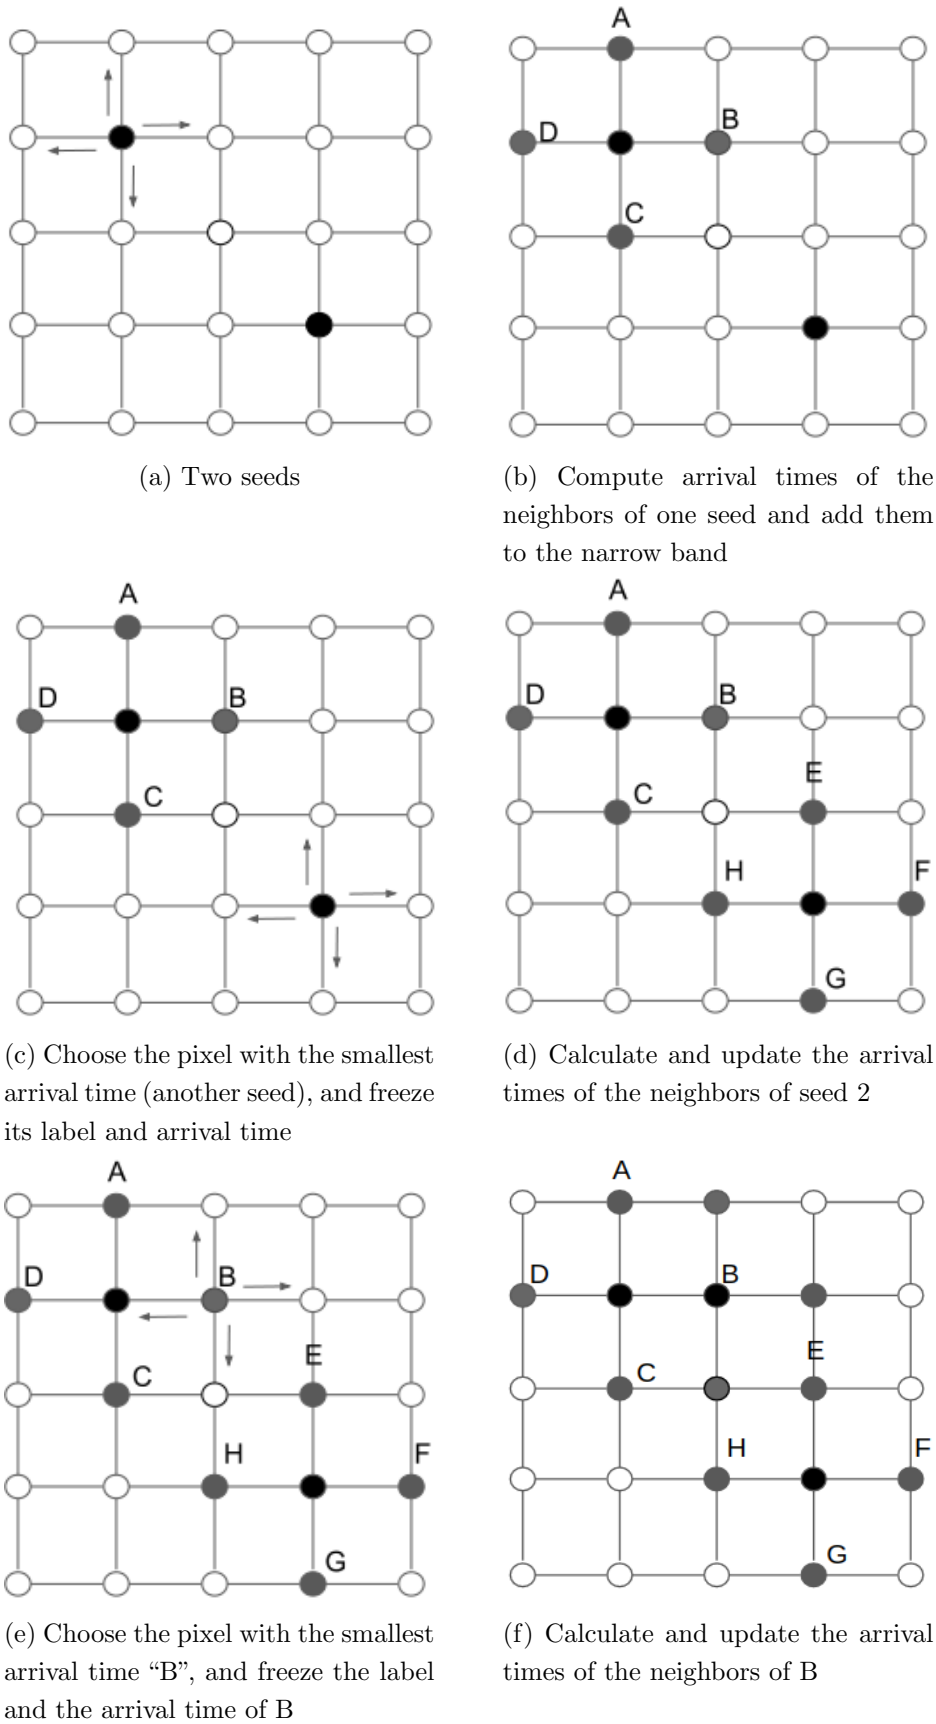 A
D
B
C
(a) Two seeds
(b) Compute arrival times of the
neighbors of one seed and add them
to the narrow band
A
D
B
C
(c) Choose the pixel with the smallest
arrival time (another seed), and freeze
its label and arrival time
A
D
B
C
E
H
F
G
(d) Calculate and update the arrival
times of the neighbors of seed 2
A
D
B
C
E
H
F
G
(e) Choose the pixel with the smallest
arrival time “B”, and freeze the label
and the arrival time of B
A
D
B
C
E
H
F
G
(f) Calculate and update the arrival
times of the neighbors of B